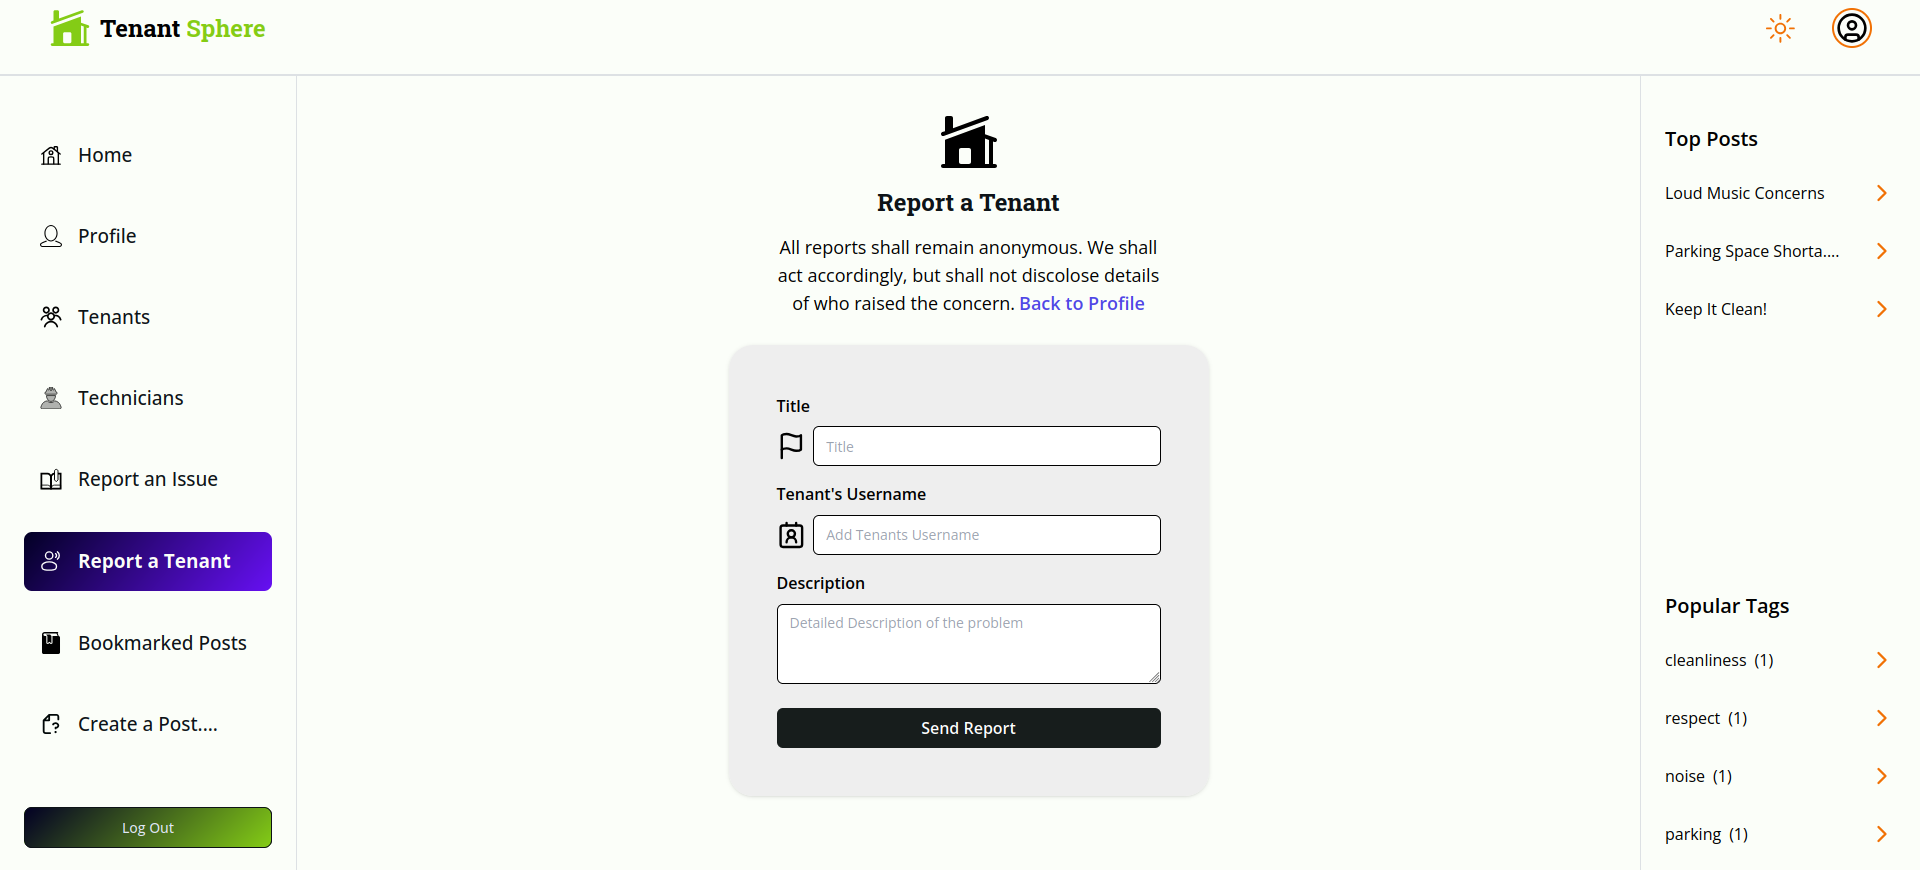 Tenant Sphere
Home
Profile
Tenants
Technicians
Report an Issue
Report a Tenant
Bookmarked Posts
Create a Post....
Log Out
Report a Tenant
All reports shall remain anonymous. We shall
act accordingly, but shall not discolose details
of who raised the concern. Back to Profile
Title
Title
Tenant's Username
Add Tenants Username
Description
Detailed Description of the problem
Send Report
Top Posts
Loud Music Concerns
Parking Space Shorta....
Keep It Clean!
Popular Tags
cleanliness (1)
respect (1)
noise (1)
parking (1)